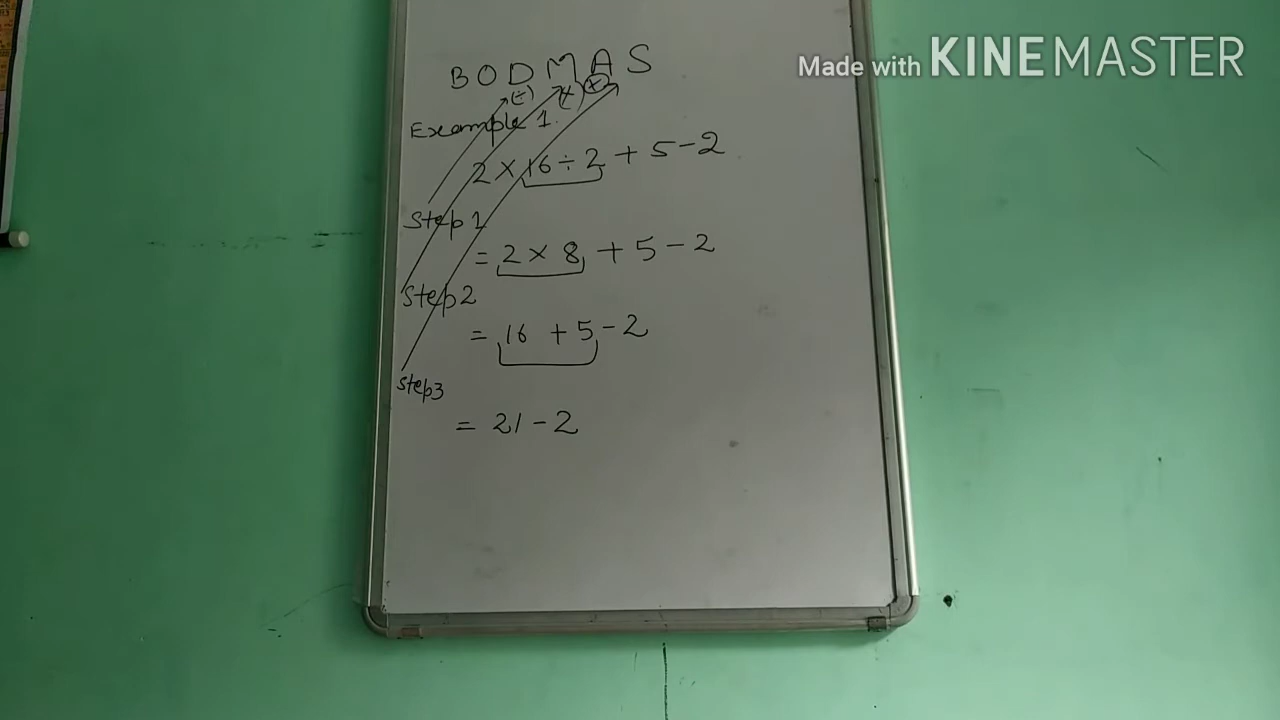 Made with KINEMASTER
BODMAS
(÷) (×) (+)
Example 1.
2 × 16 ÷ 2 + 5 - 2
Step 1
= 2 × 8 + 5 - 2
Step 2
= 16 + 5 - 2
Step 3
= 21 - 2